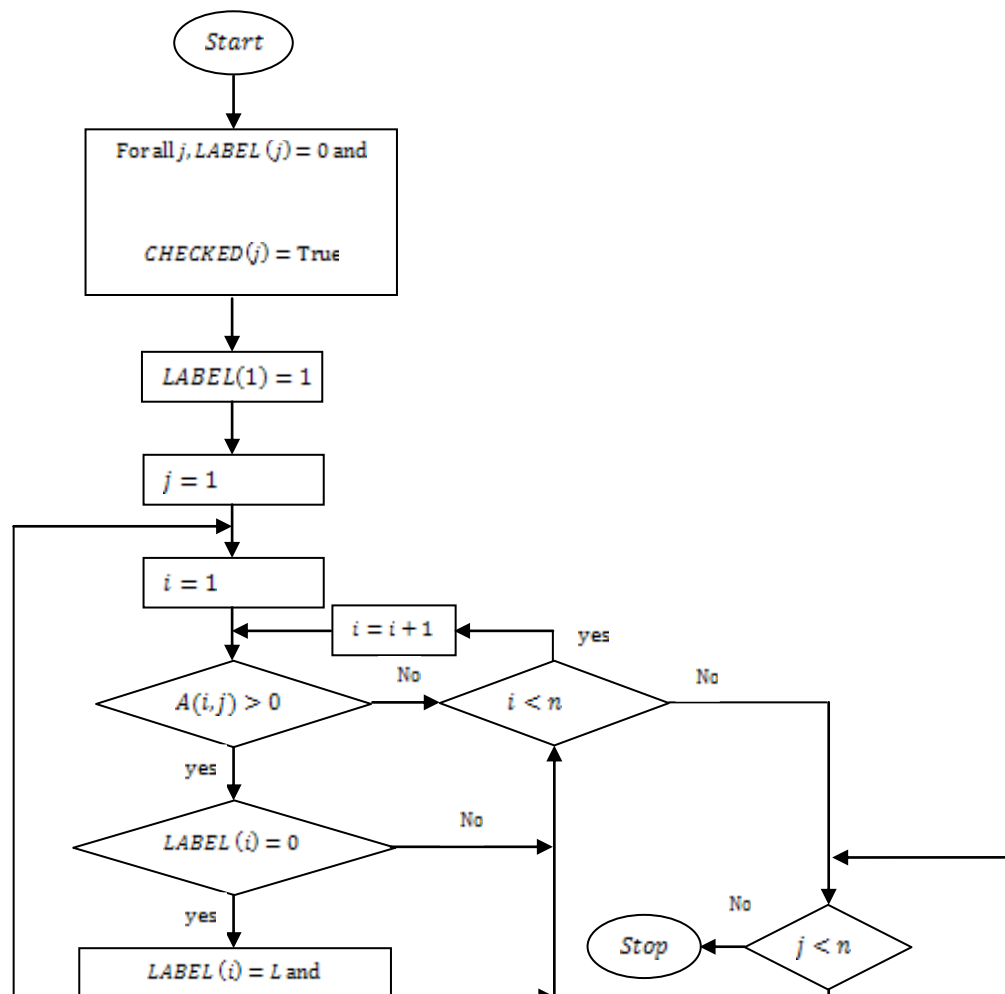 Start
For all j, LABEL (j) = 0 and
CHECKED(j) = True
LABEL(1) = 1
j = 1
i = 1
i = i + 1
yes
No
No
A(i,j) > 0
i < n
yes
No
LABEL (i) = 0
yes
No
Stop
j < n
LABEL (i) = L and